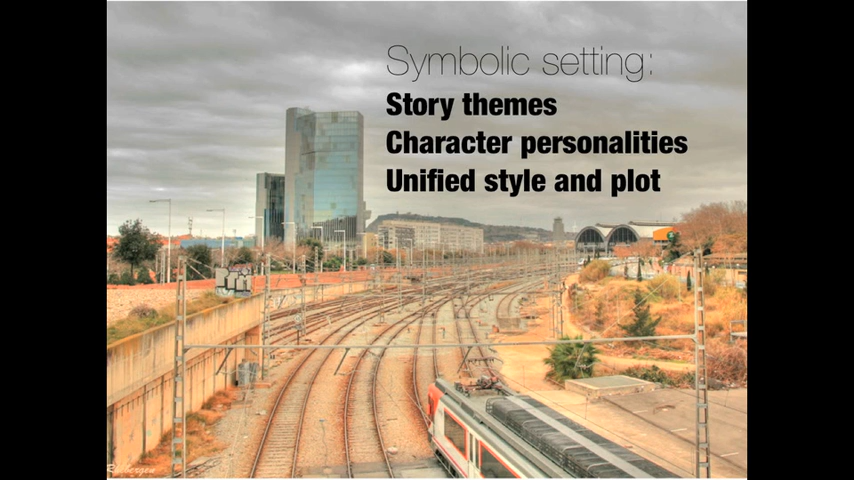 Symbolic setting:
Story themes
Character personalities
Unified style and plot